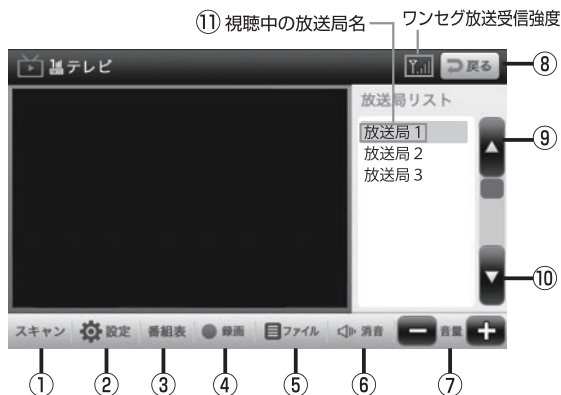 ⑪ 視聴中の放送局名
ワンセグ放送受信強度
テレビ
戻る
⑧
放送局リスト
放送局1
放送局2
放送局3
⑨
⑩
スキャン 設定 番組表 録画 ファイル 消音 − 音量 +
① ② ③ ④ ⑤ ⑥ ⑦